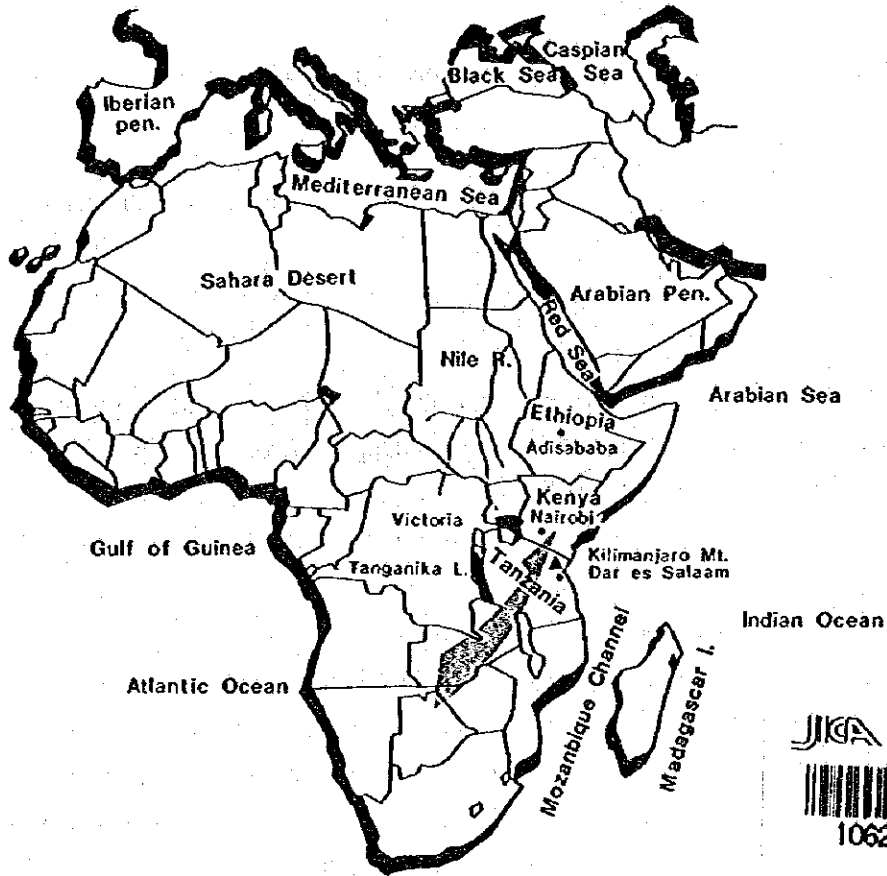 Caspian
Black Sea Sea
Iberian
pen.
Mediterranean Sea
Sahara Desert
Arabian Pen.
Red Sea
Nile R.
Arabian Sea
Ethiopia
Adisababa
Kenya
Nairobi
Victoria
Gulf of Guinea
Tanganika L.
Tanzania
Kilimanjaro Mt.
Dar es Salaam
Indian Ocean
Atlantic Ocean
Mozanbique Channel
Madagascar I.
JICA
1062